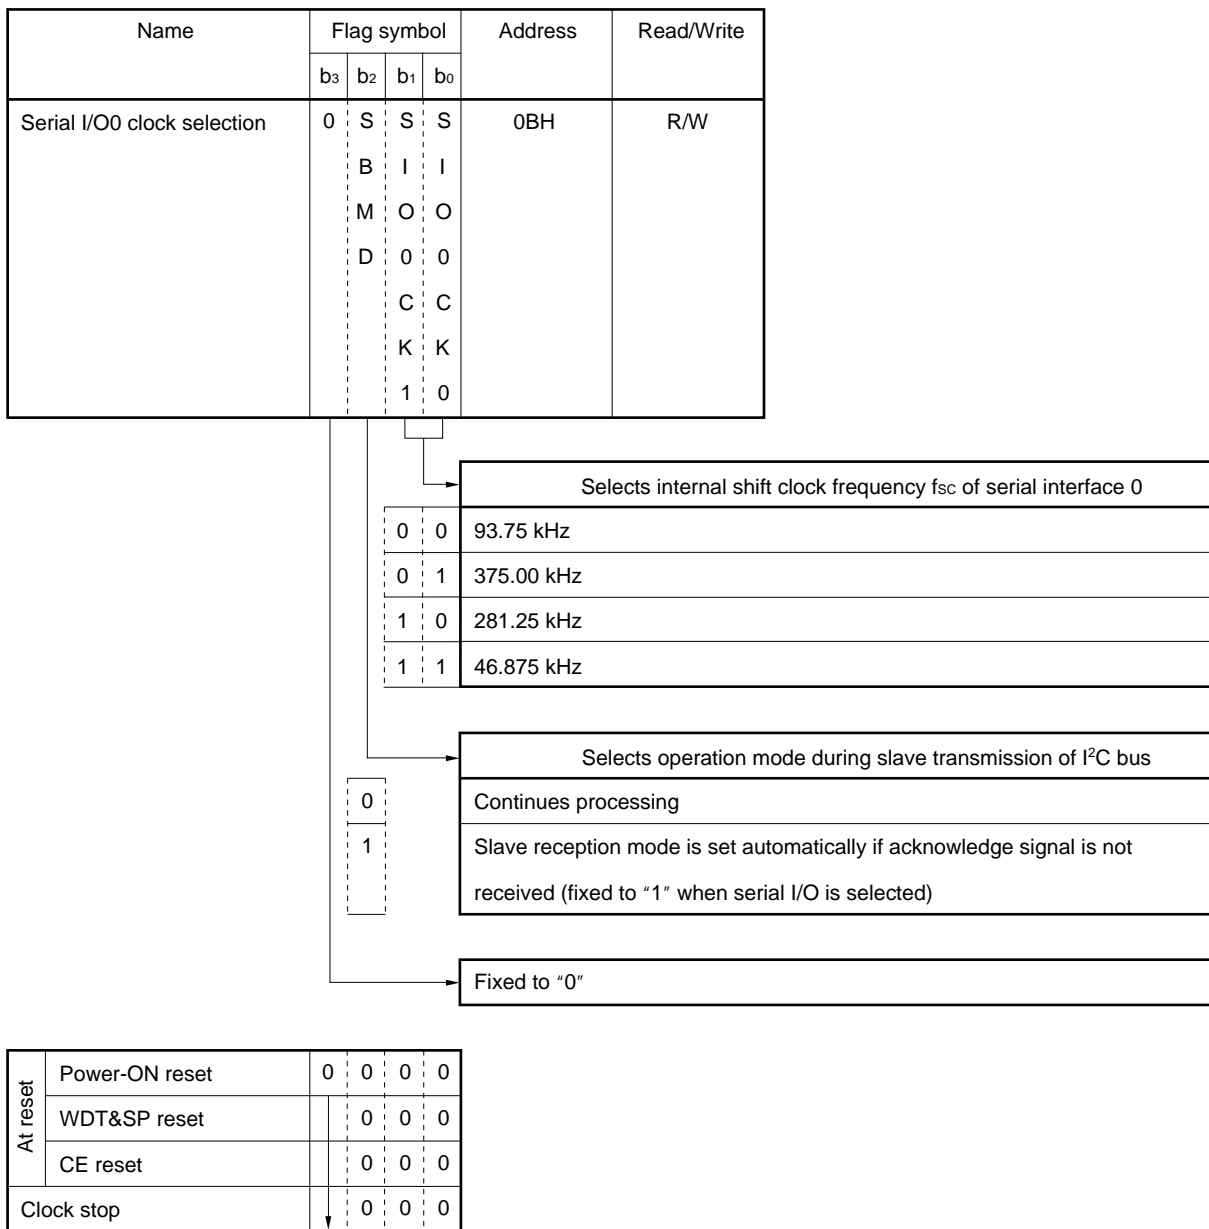 Name Flag symbol Address Read/Write
b3 b2 b1 b0
Serial I/O0 clock selection 0 S S S 0BH R/W
B I I
M O O
D 0 0
C C
K K
1 0
Selects internal shift clock frequency fSC of serial interface 0
0 0 93.75 kHz
0 1 375.00 kHz
1 0 281.25 kHz
1 1 46.875 kHz
Selects operation mode during slave transmission of I²C bus
0 Continues processing
1 Slave reception mode is set automatically if acknowledge signal is not
received (fixed to “1” when serial I/O is selected)
Fixed to “0”
At reset
Power-ON reset 0 0 0 0
WDT&SP reset 0 0 0
CE reset 0 0 0
Clock stop 0 0 0